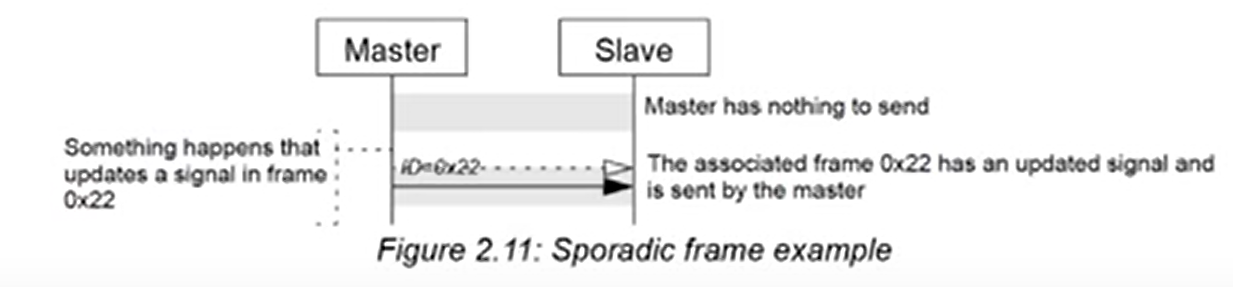 Master
Slave
Master has nothing to send
Something happens that
updates a signal in frame
0x22
ID=0x22
The associated frame 0x22 has an updated signal and
is sent by the master
Figure 2.11: Sporadic frame example